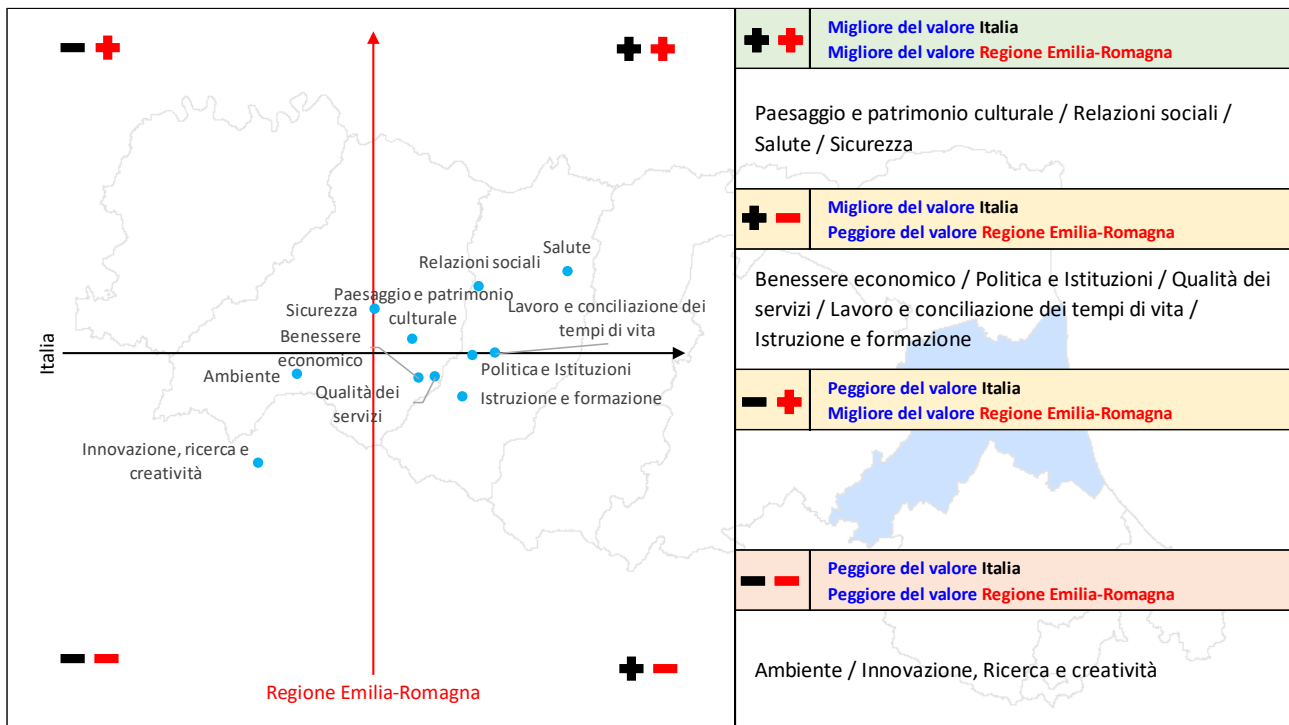 Salute
Relazioni sociali
Paesaggio e patrimonio
culturale
Sicurezza
Lavoro e conciliazione dei
tempi di vita
Benessere
economico
Italia
Ambiente
Qualità dei
servizi
Politica e Istituzioni
Istruzione e formazione
Innovazione, ricerca e
creatività
Regione Emilia-Romagna
Migliore del valore Italia
Migliore del valore Regione Emilia-Romagna
Paesaggio e patrimonio culturale / Relazioni sociali /
Salute / Sicurezza
Migliore del valore Italia
Peggiore del valore Regione Emilia-Romagna
Benessere economico / Politica e Istituzioni / Qualità dei
servizi / Lavoro e conciliazione dei tempi di vita /
Istruzione e formazione
Peggiore del valore Italia
Migliore del valore Regione Emilia-Romagna
Peggiore del valore Italia
Peggiore del valore Regione Emilia-Romagna
Ambiente / Innovazione, Ricerca e creatività